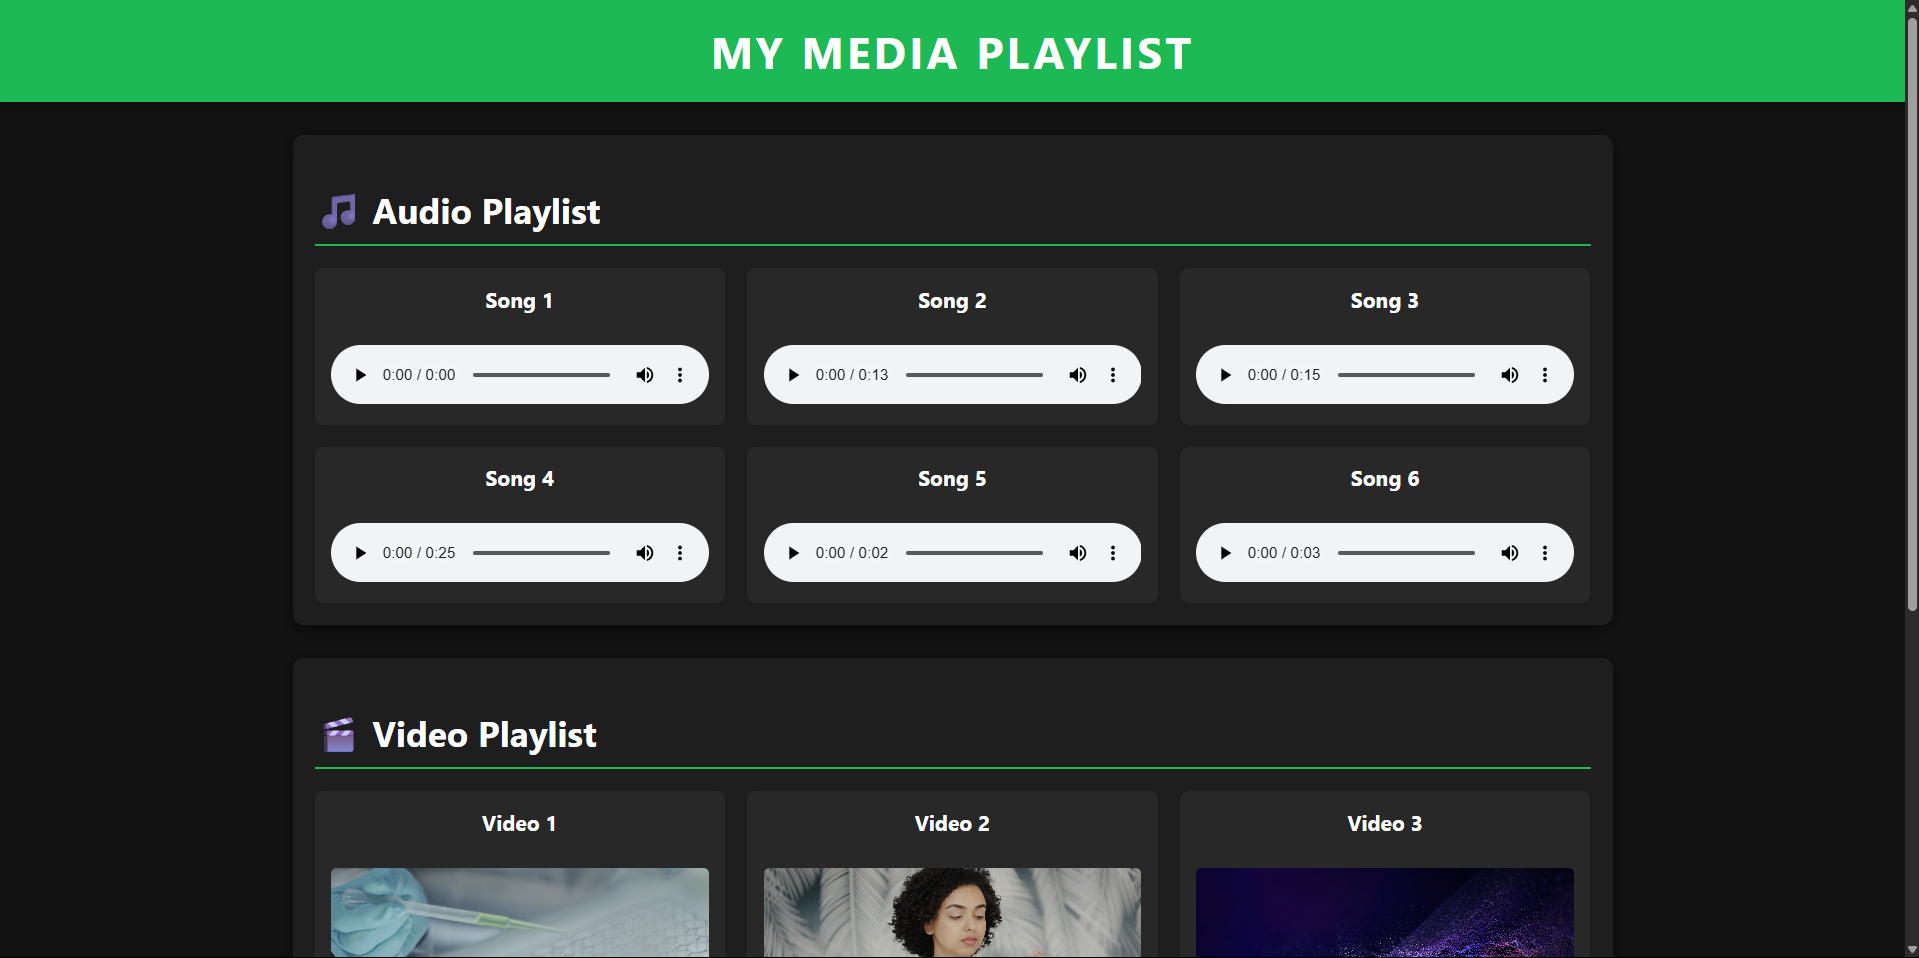 MY MEDIA PLAYLIST
Audio Playlist
Song 1
Song 2
Song 3
0:00 / 0:00
0:00 / 0:13
0:00 / 0:15
Song 4
Song 5
Song 6
0:00 / 0:25
0:00 / 0:02
0:00 / 0:03
Video Playlist
Video 1
Video 2
Video 3